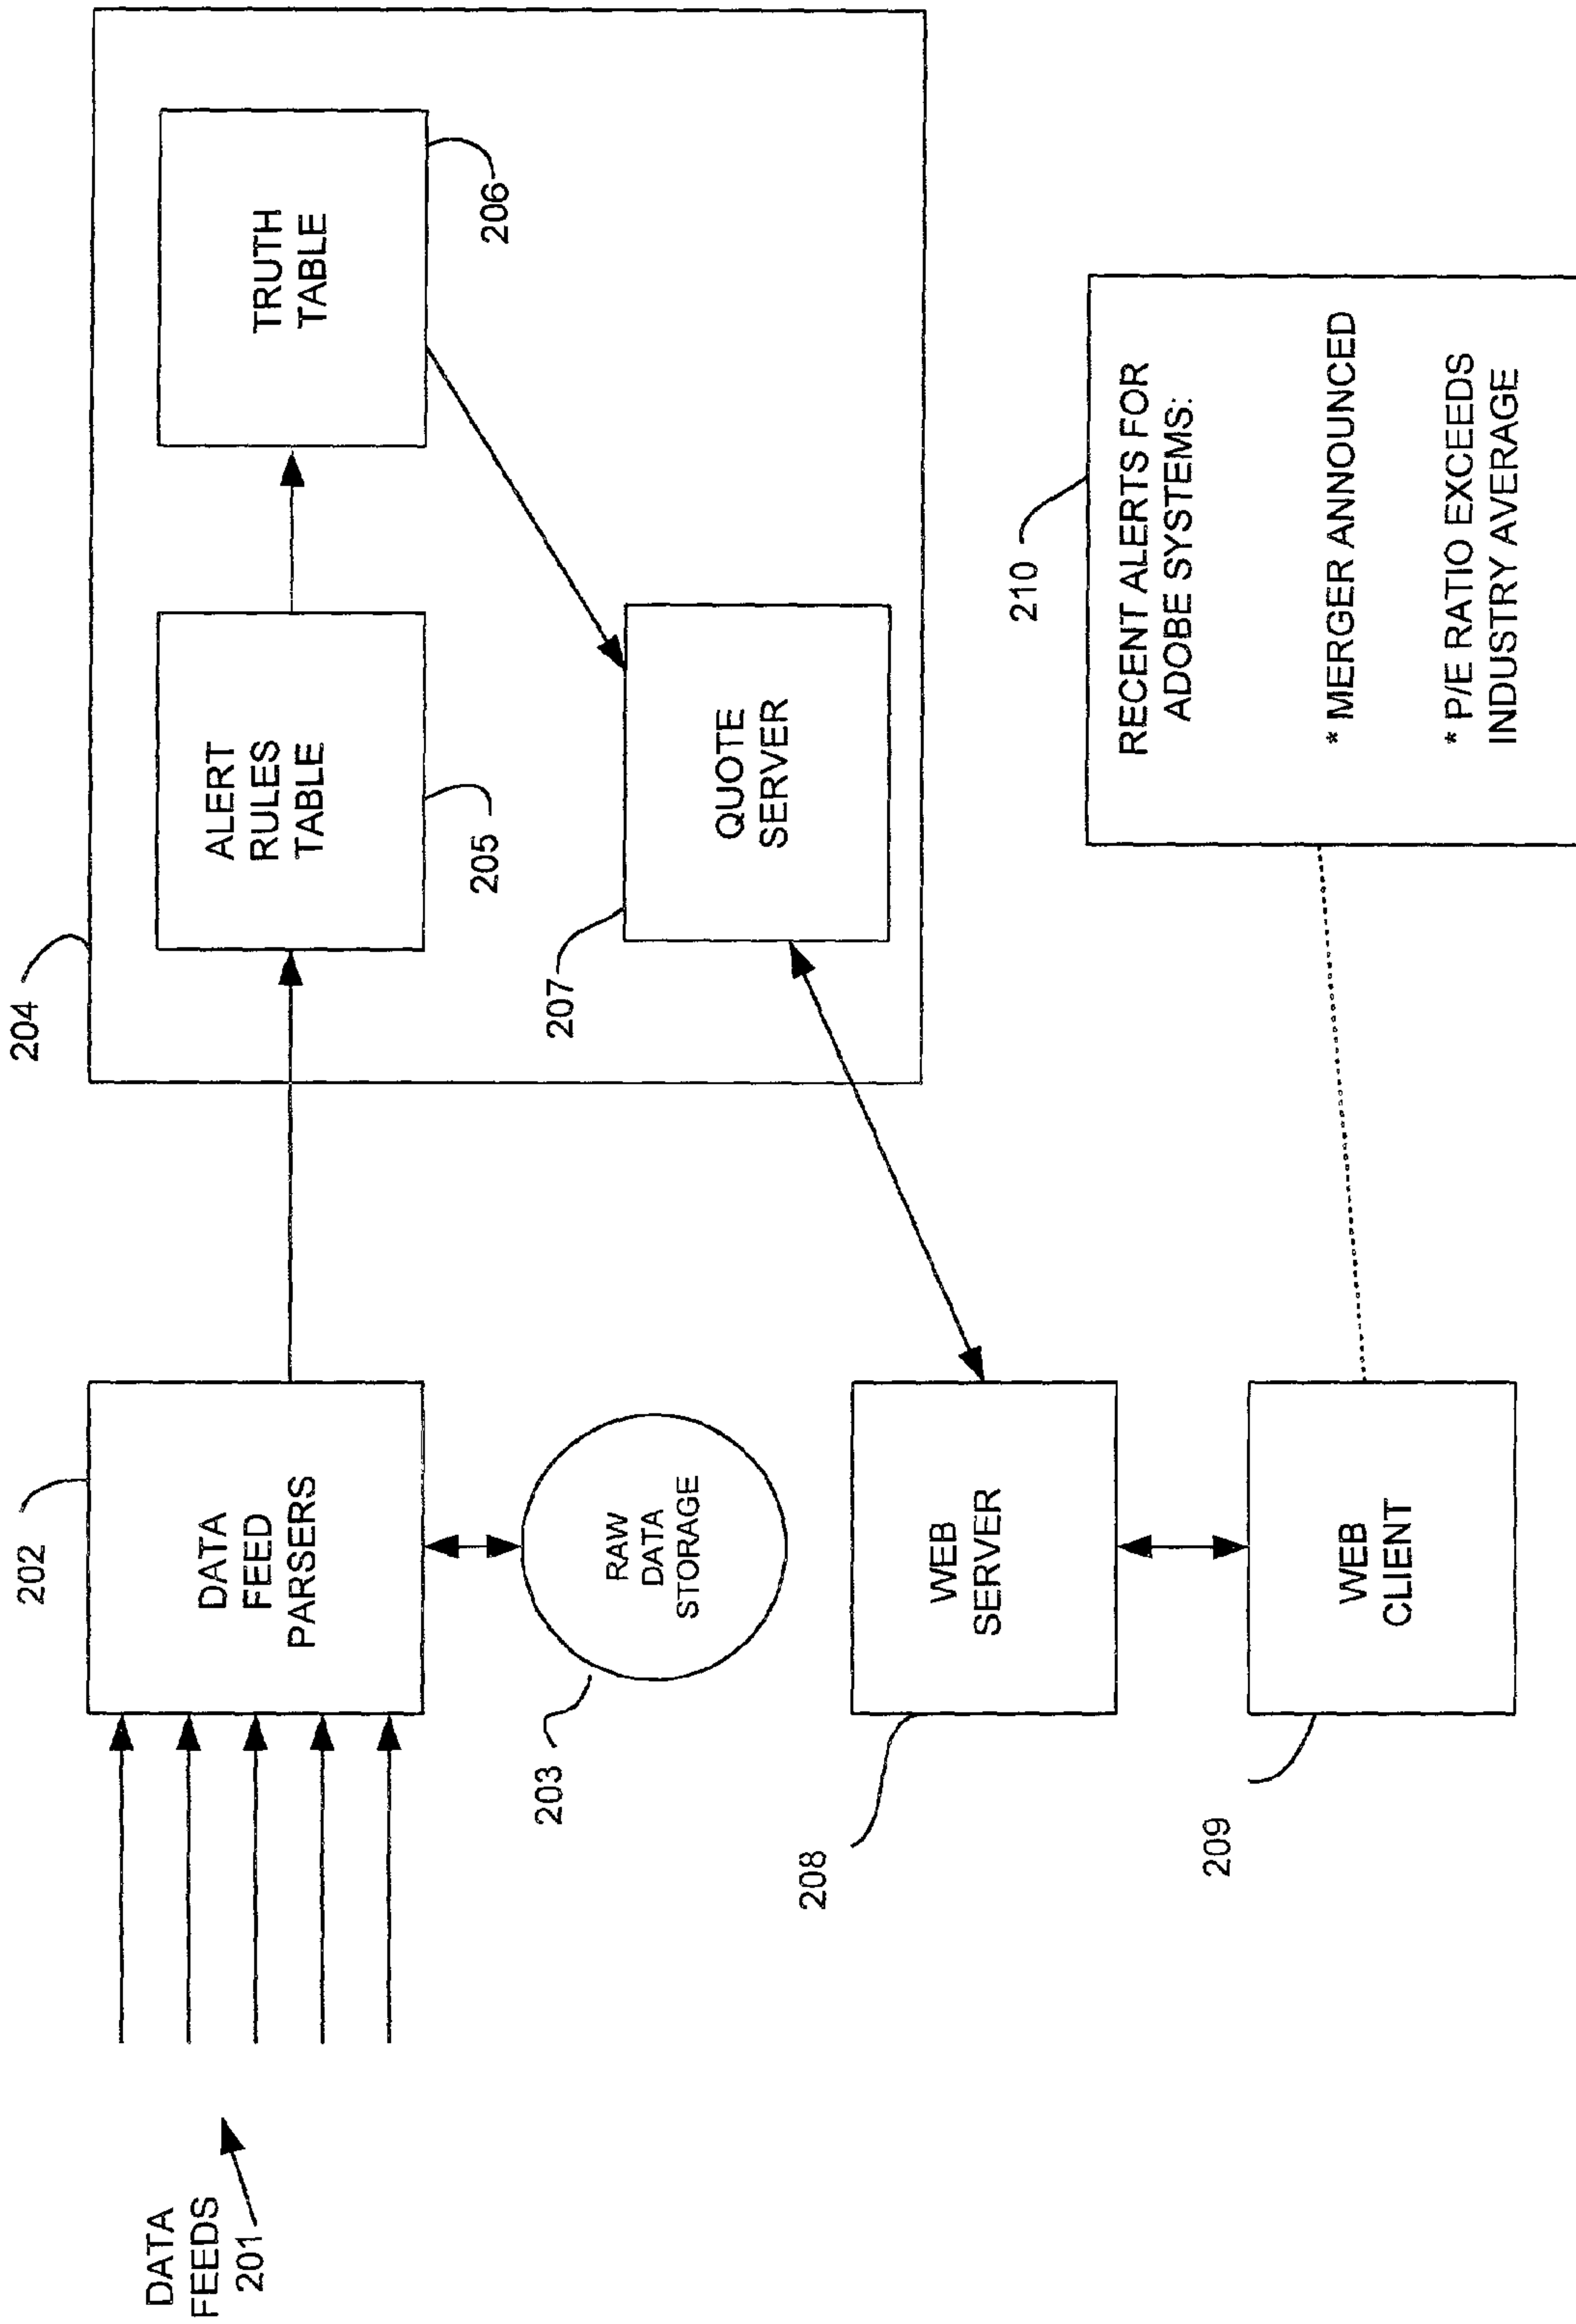 DATA
FEEDS
201
202
DATA
FEED
PARSERS
203
RAW
DATA
STORAGE
204
ALERT
RULES
TABLE
205
TRUTH
TABLE
206
207
QUOTE
SERVER
208
WEB
SERVER
209
WEB
CLIENT
210
RECENT ALERTS FOR
ADOBE SYSTEMS:
* MERGER ANNOUNCED
* P/E RATIO EXCEEDS
INDUSTRY AVERAGE